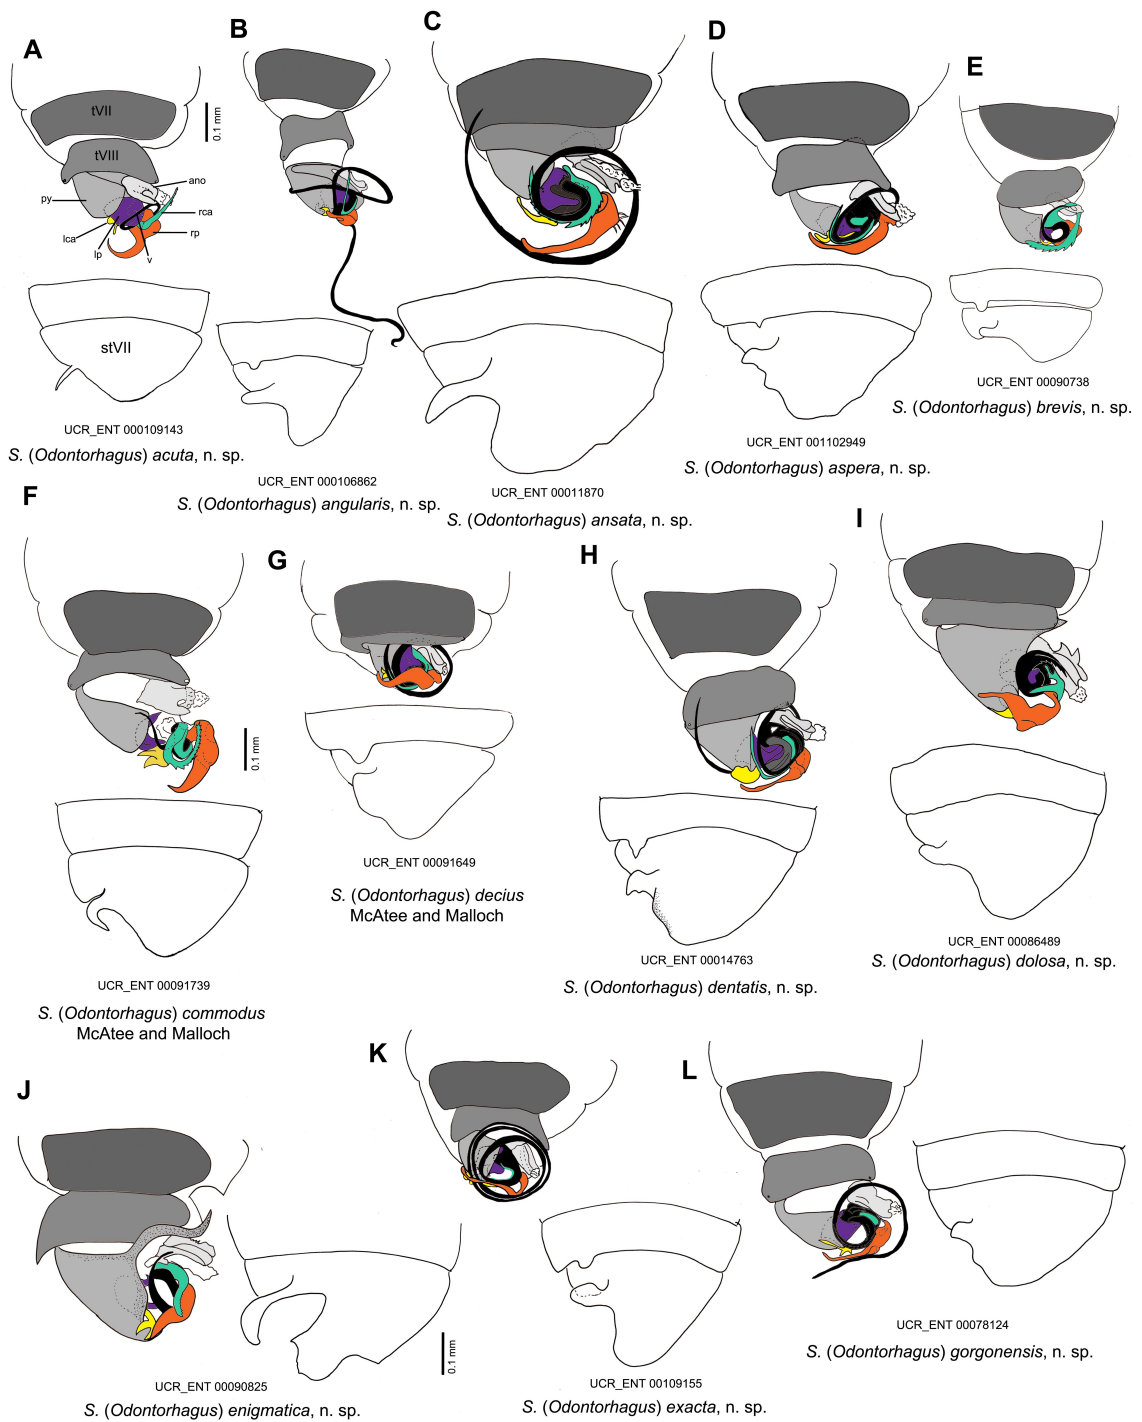 A
tVII
0.1 mm
tVIII
ano
py
rca
lca
rp
lp
v
stVII
UCR_ENT 000109143
S. (Odontorhagus) acuta, n. sp.
B
UCR_ENT 000106862
S. (Odontorhagus) angularis, n. sp.
C
UCR_ENT 00011870
S. (Odontorhagus) ansata, n. sp.
D
UCR_ENT 001102949
S. (Odontorhagus) aspera, n. sp.
E
UCR_ENT 00090738
S. (Odontorhagus) brevis, n. sp.
F
0.1 mm
UCR_ENT 00091739
S. (Odontorhagus) commodus
McAtee and Malloch
G
UCR_ENT 00091649
S. (Odontorhagus) decius
McAtee and Malloch
H
UCR_ENT 00014763
S. (Odontorhagus) dentatis, n. sp.
I
UCR_ENT 00086489
S. (Odontorhagus) dolosa, n. sp.
J
0.1 mm
UCR_ENT 00090825
S. (Odontorhagus) enigmatica, n. sp.
K
UCR_ENT 00109155
S. (Odontorhagus) exacta, n. sp.
L
UCR_ENT 00078124
S. (Odontorhagus) gorgonensis, n. sp.